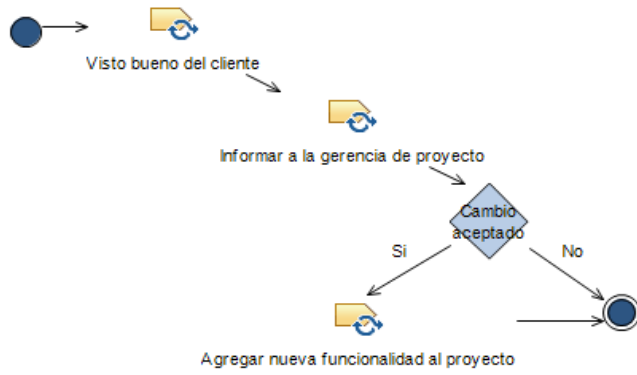 Visto bueno del cliente
Informar a la gerencia de proyecto
Cambio
aceptado
Si
No
Agregar nueva funcionalidad al proyecto